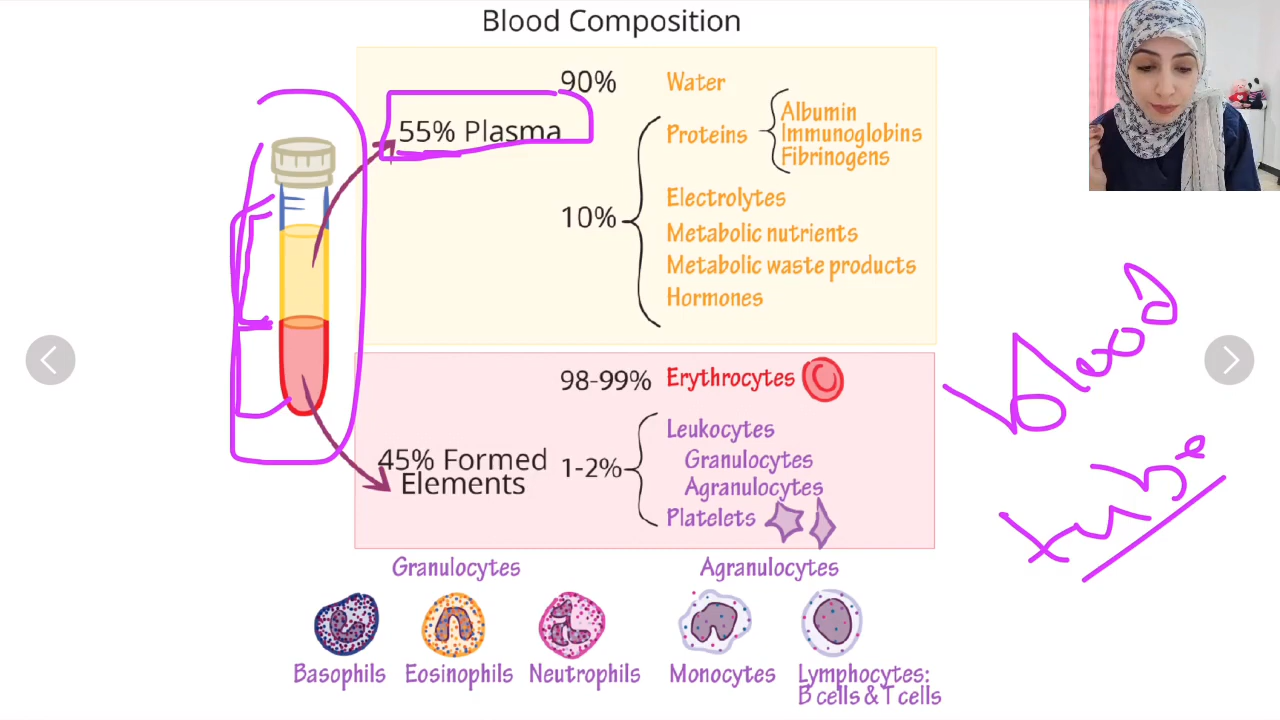 Blood Composition
90% Water
55% Plasma
Proteins
Albumin
Immunoglobins
Fibrinogens
10%
Electrolytes
Metabolic nutrients
Metabolic waste products
Hormones
98-99% Erythrocytes
45% Formed
Elements
1-2%
Leukocytes
Granulocytes
Agranulocytes
Platelets
Granulocytes
Agranulocytes
Basophils
Eosinophils
Neutrophils
Monocytes
Lymphocytes:
B cells & T cells
blood
tube